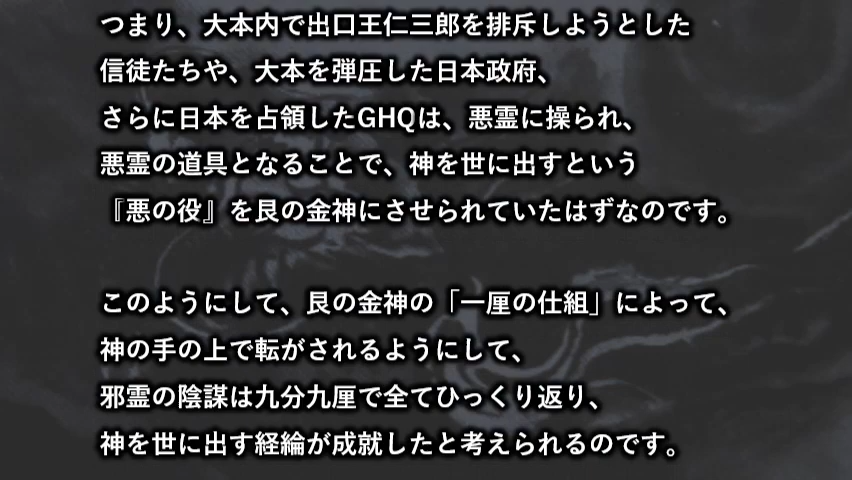 つまり、大本内で出口王仁三郎を排斥しようとした
信徒たちや、大本を弾圧した日本政府、
さらに日本を占領したGHQは、悪霊に操られ、
悪霊の道具となることで、神を世に出すという
『悪の役』を艮の金神にさせられていたはずなのです。
このようにして、艮の金神の「一厘の仕組」によって、
神の手の上で転がされるようにして、
邪霊の陰謀は九分九厘で全てひっくり返り、
神を世に出す経綸が成就したと考えられるのです。